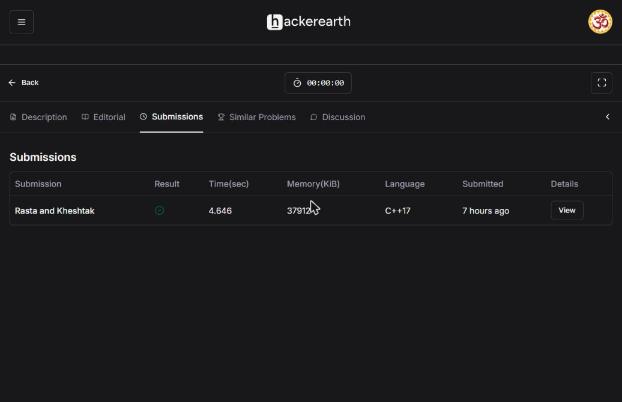 hackerearth
Back
00:00:00
Description Editorial Submissions Similar Problems Discussion
Submissions
Submission Result Time(sec) Memory(KiB) Language Submitted Details
Rasta and Kheshtak 4.646 37912 C++17 7 hours ago View